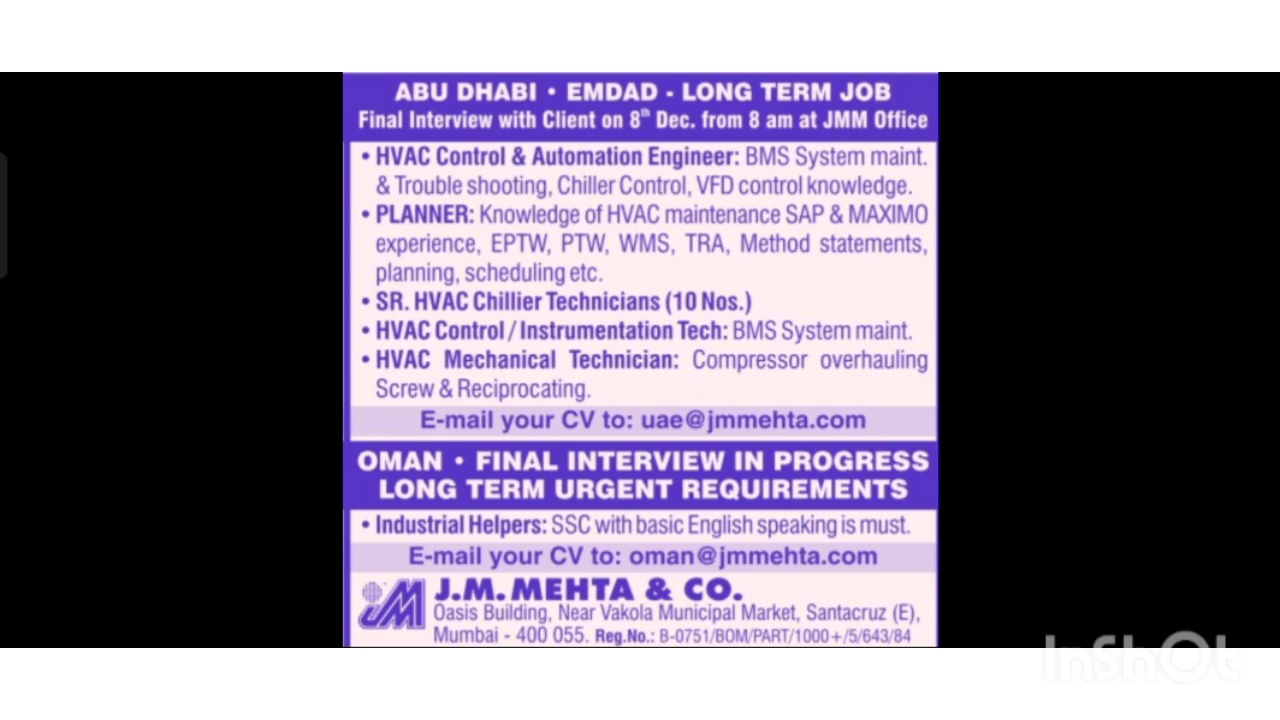 ABU DHABI • EMDAD - LONG TERM JOB
Final Interview with Client on 8th Dec. from 8 am at JMM Office
• HVAC Control & Automation Engineer: BMS System maint.
& Trouble shooting, Chiller Control, VFD control knowledge.
• PLANNER: Knowledge of HVAC maintenance SAP & MAXIMO
experience, EPTW, PTW, WMS, TRA, Method statements,
planning, scheduling etc.
• SR. HVAC Chillier Technicians (10 Nos.)
• HVAC Control / Instrumentation Tech: BMS System maint.
• HVAC Mechanical Technician: Compressor overhauling
Screw & Reciprocating.
E-mail your CV to: uae@jmmehta.com
OMAN • FINAL INTERVIEW IN PROGRESS
LONG TERM URGENT REQUIREMENTS
• Industrial Helpers: SSC with basic English speaking is must.
E-mail your CV to: oman@jmmehta.com
JM J.M. MEHTA & CO.
Oasis Building, Near Vakola Municipal Market, Santacruz (E),
Mumbai - 400 055. Reg.No.: B-0751/BOM/PART/1000+/5/643/84
InShOt